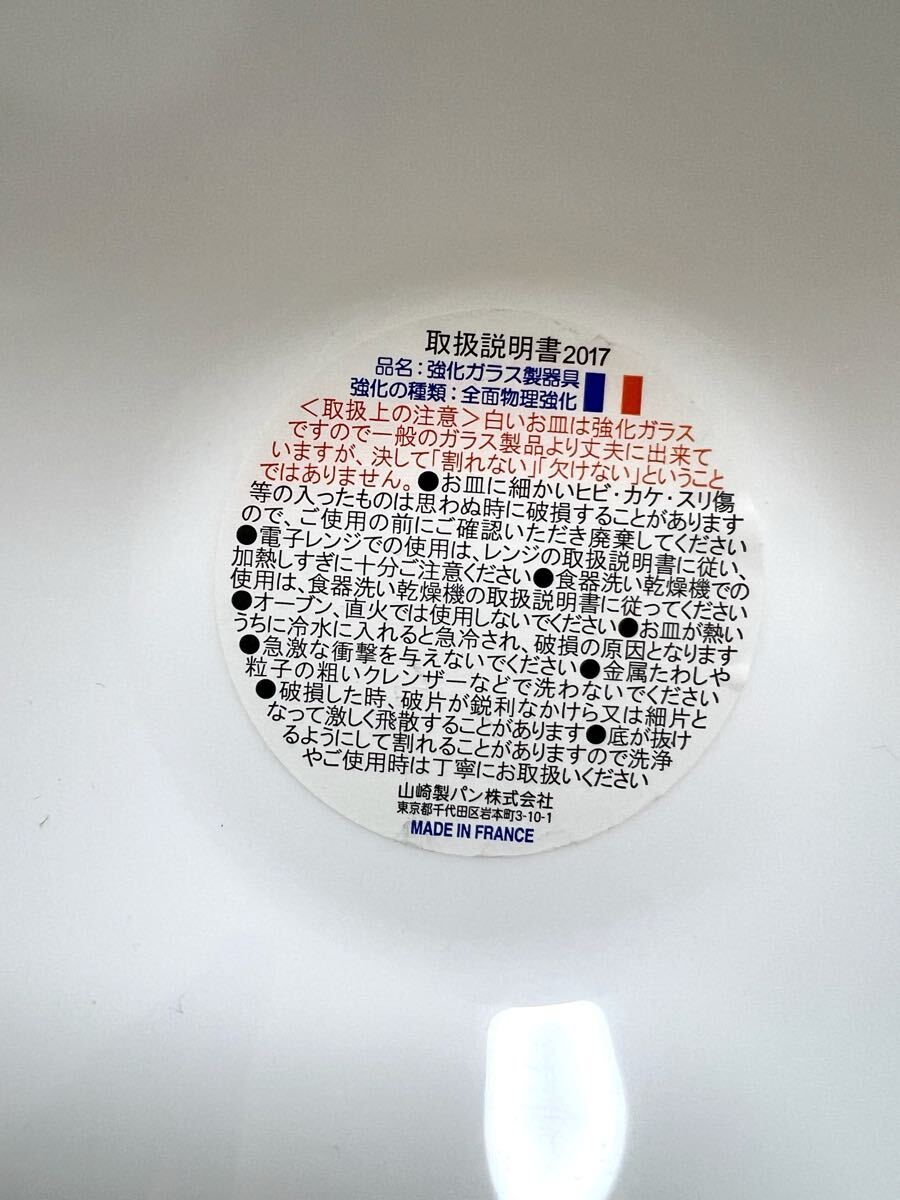 取扱説明書2017
品名：強化ガラス製器具
強化の種類：全面物理強化
＜取扱上の注意＞白いお皿は強化ガラス
ですので一般のガラス製品より丈夫に出来て
いますが、決して「割れない」「欠けない」ということ
ではありません。●お皿に細かいヒビ・カケ・スリ傷
等の入ったものは思わぬ時に破損することがあります
ので、ご使用の前にご確認いただき廃棄してください
●電子レンジでの使用は、レンジの取扱説明書に従い、
加熱しすぎに十分ご注意ください●食器洗い乾燥機での
使用は、食器洗い乾燥機の取扱説明書に従ってください
●オーブン、直火では使用しないでください●お皿が熱い
うちに冷水に入れると急冷され、破損の原因となります
●急激な衝撃を与えないでください●金属たわしや
粒子の粗いクレンザーなどで洗わないでください
●破損した時、破片が鋭利なかけら又は細片と
なって激しく飛散することがあります●底が抜け
るようにして割れることがありますので洗浄
やご使用時は丁寧にお取扱いください
山崎製パン株式会社
東京都千代田区岩本町3-10-1
MADE IN FRANCE